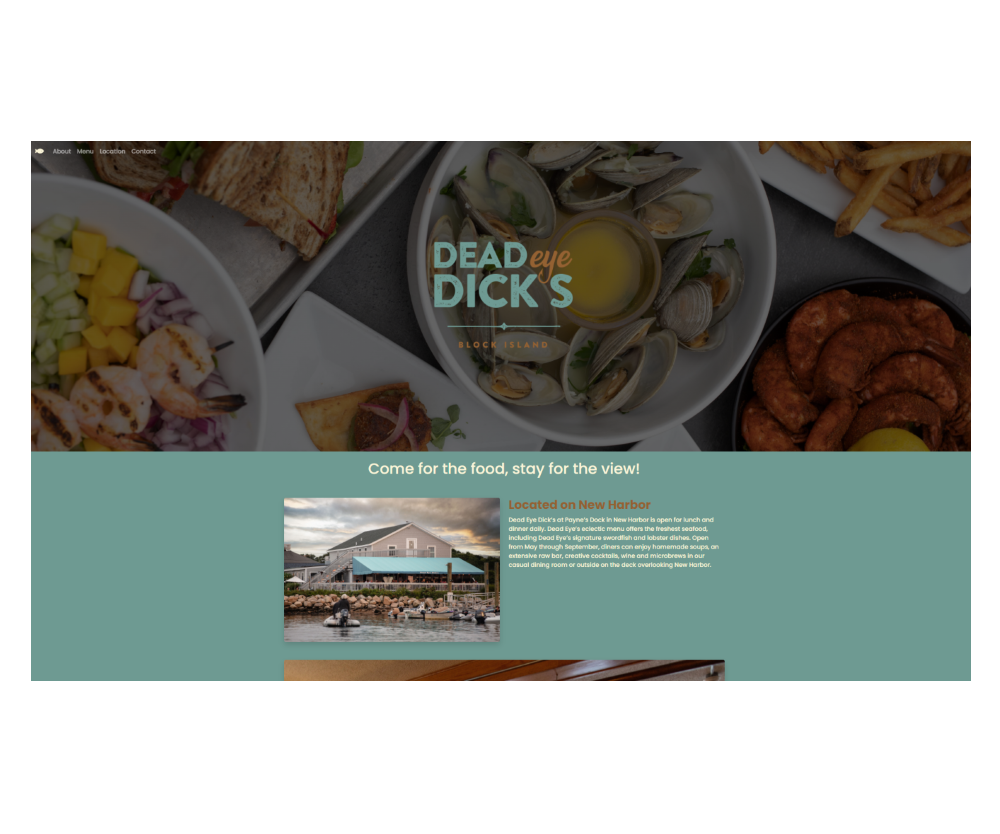 About Menu Location Contact
DEAD eye
DICK'S
BLOCK ISLAND
Come for the food, stay for the view!
Located on New Harbor
Dead Eye Dick's at Payne's Dock in New Harbor is open for lunch and
dinner daily. Dead Eye's eclectic menu offers the freshest seafood,
including Dead Eye's signature swordfish and lobster dishes. Open
from May through September, diners can enjoy homemade soups, an
extensive raw bar, creative cocktails, wine and microbrews in our
casual dining room or outside on the deck overlooking New Harbor.